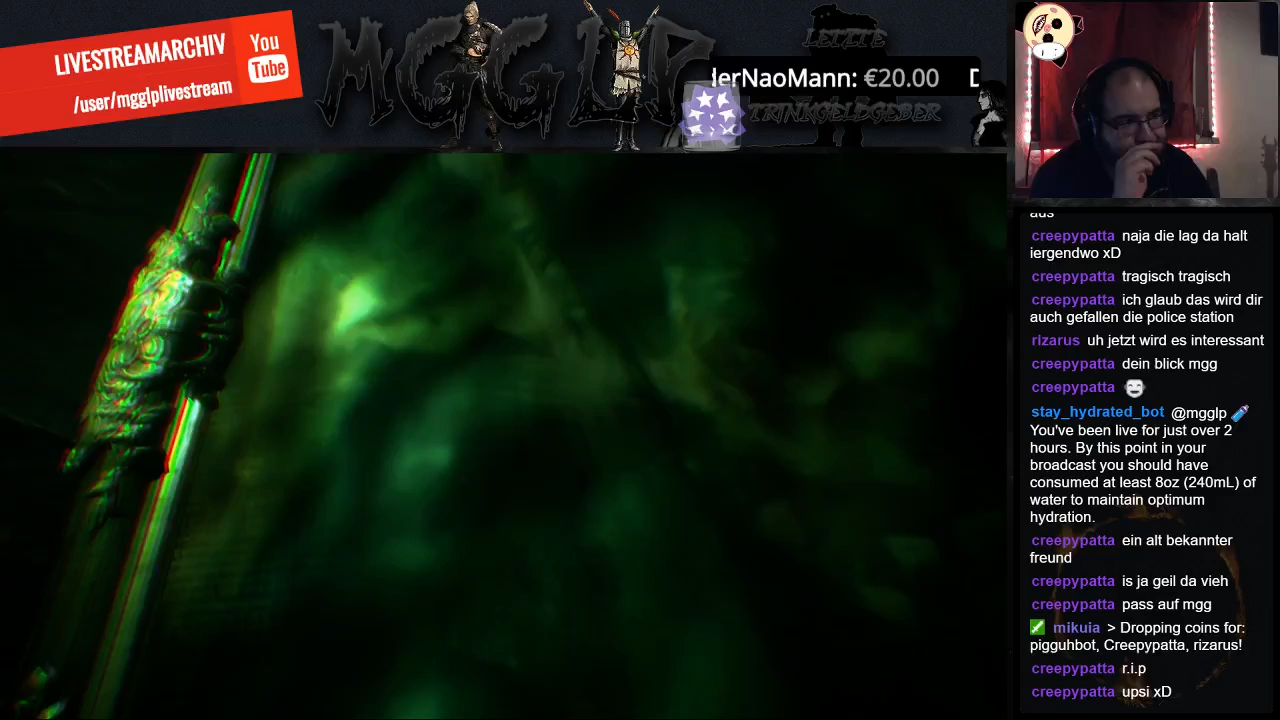 LIVESTREAMARCHIV
/user/mgglplivestream
You
Tube
MGGLP
LETZTE
derNaoMann: €20.00 D
TRINKGELDGEBER
aus
creepypatta naja die lag da halt
iergendwo xD
creepypatta tragisch tragisch
creepypatta ich glaub das wird dir
auch gefallen die police station
rizarus uh jetzt wird es interessant
creepypatta dein blick mgg
creepypatta
stay_hydrated_bot @mgglp
You've been live for just over 2
hours. By this point in your
broadcast you should have
consumed at least 8oz (240mL) of
water to maintain optimum
hydration.
creepypatta ein alt bekannter
freund
creepypatta is ja geil da vieh
creepypatta pass auf mgg
mikuia > Dropping coins for:
pigguhbot, Creepypatta, rizarus!
creepypatta r.i.p
creepypatta upsi xD